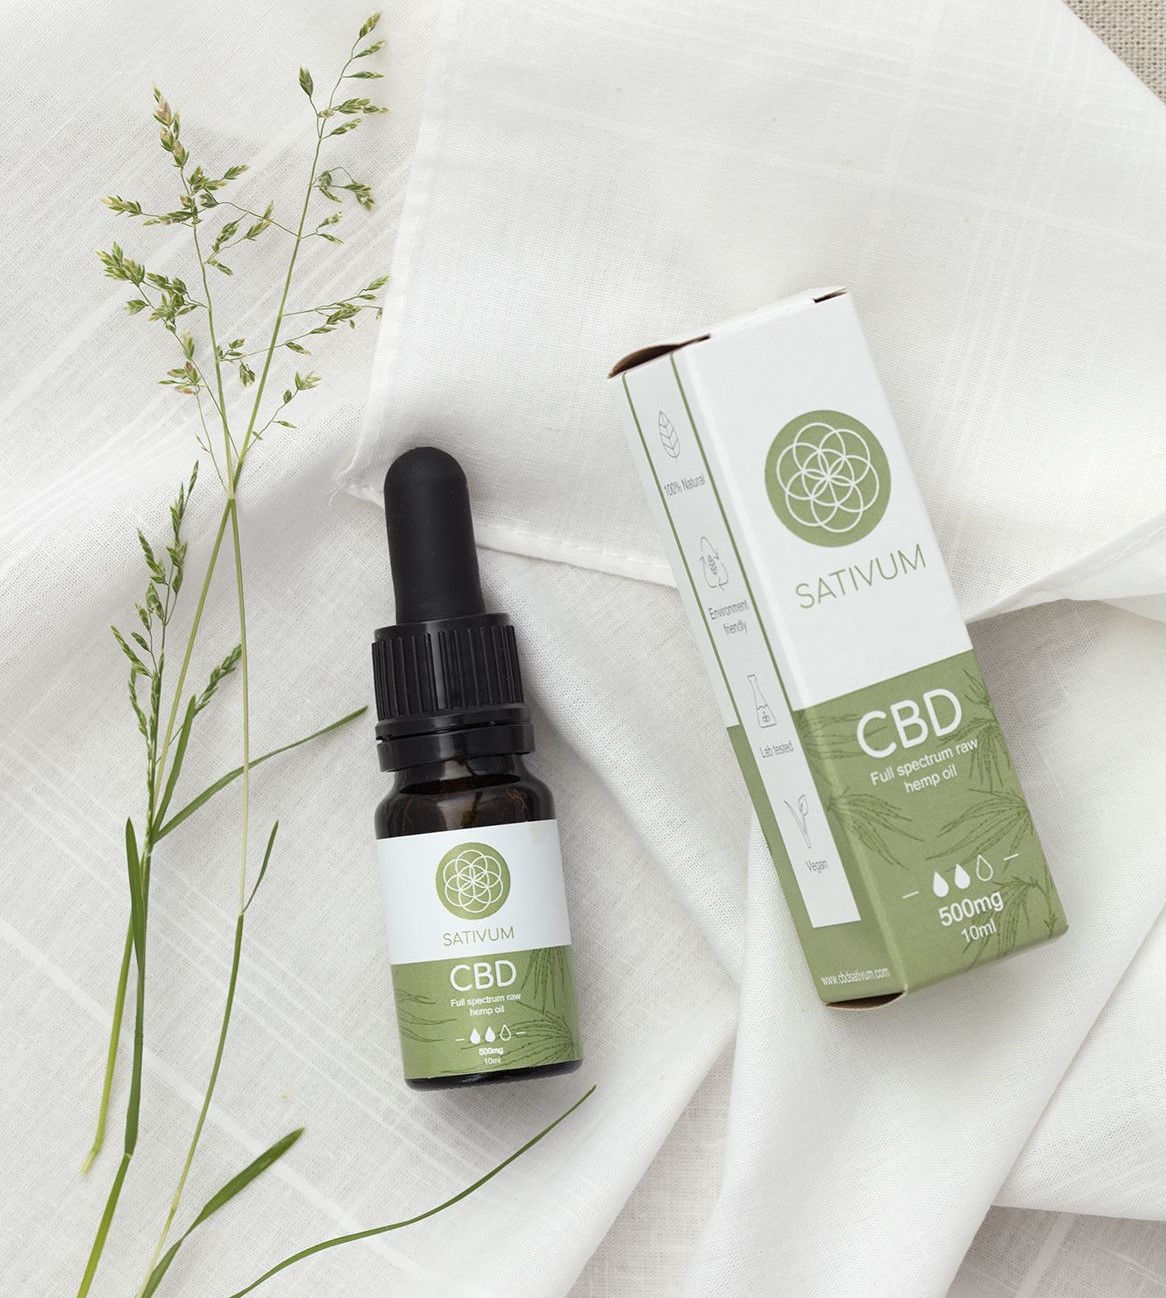 SATIVUM
CBD
Full spectrum raw
hemp oil
500mg
10ml
100% Natural
Environment
friendly
Lab tested
Vegan
www.cbdsativum.com
SATIVUM
CBD
Full spectrum raw
hemp oil
500mg
10ml